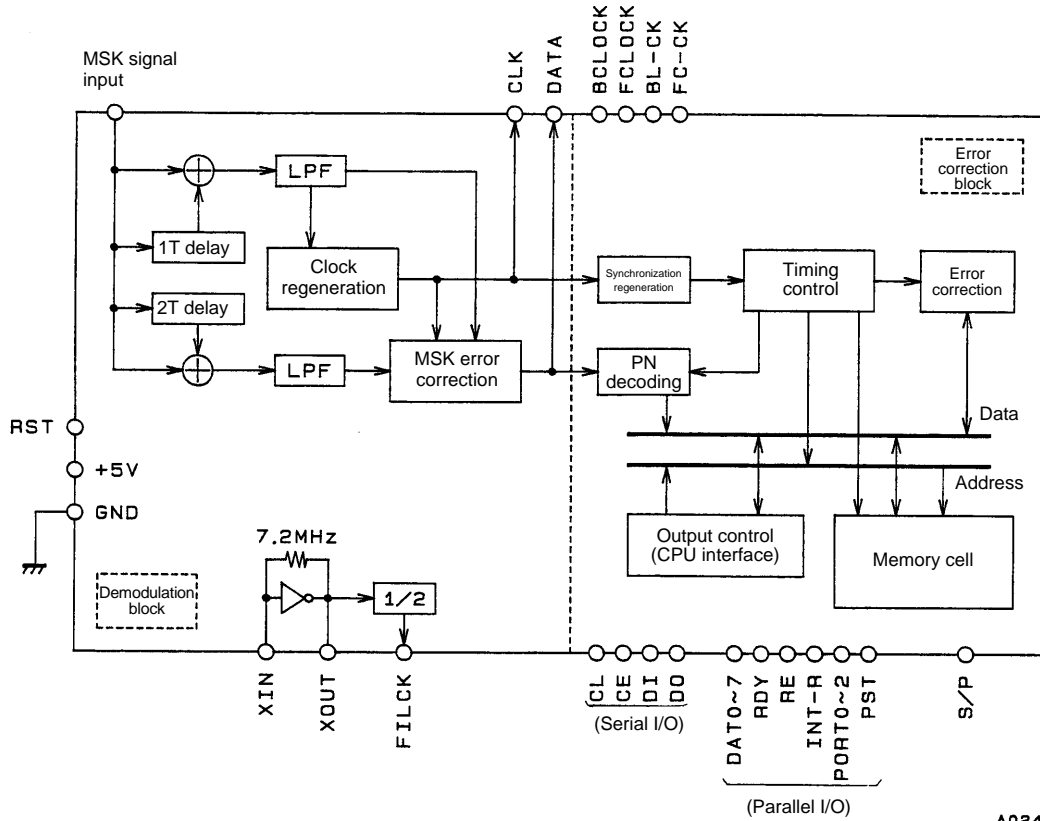 MSK signal
input
CLK
DATA
BCLOCK
FCLOCK
BL-CK
FC-CK
LPF
1T delay
Clock
regeneration
2T delay
LPF
MSK error
correction
Error
correction
block
Synchronization
regeneration
Timing
control
Error
correction
PN
decoding
Data
Address
Output control
(CPU interface)
Memory cell
RST
+5V
GND
7.2MHz
1/2
Demodulation
block
XIN
XOUT
FILCK
CL
CE
DI
DO
(Serial I/O)
DAT0~7
RDY
RE
INT-R
PORT0~2
PST
(Parallel I/O)
S/P